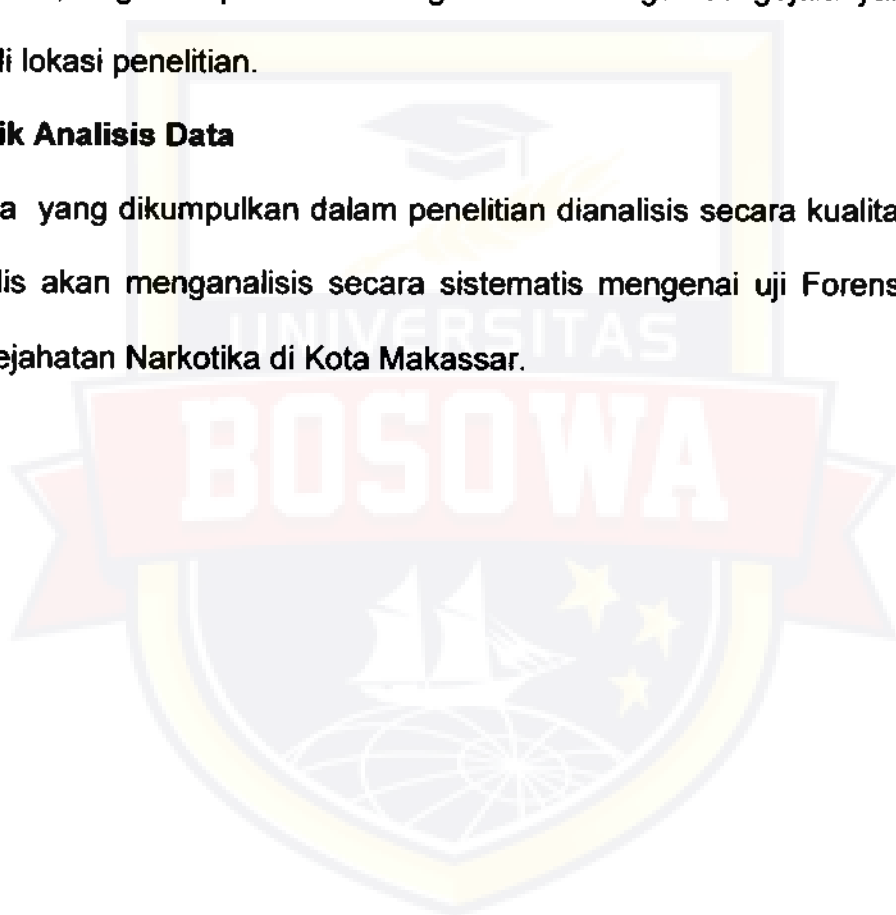 li lokasi penelitian.
ik Analisis Data
a yang dikumpulkan dalam penelitian dianalisis secara kualita
lis akan menganalisis secara sistematis mengenai uji Forens
UNIVERSITAS
ejahatan Narkotika di Kota Makassar.
BOSOWA